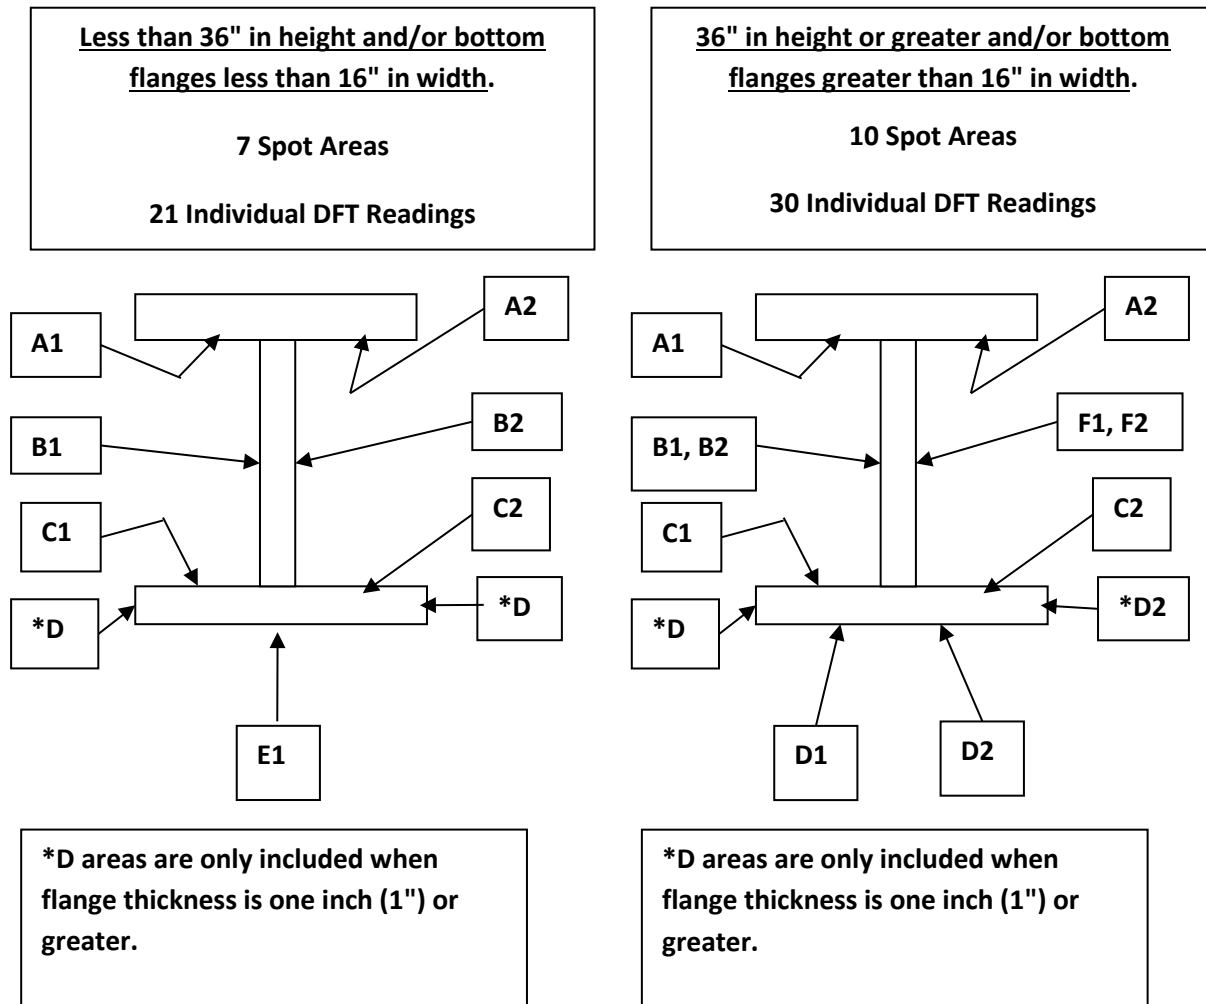 Less than 36" in height and/or bottom
flanges less than 16" in width.
7 Spot Areas
21 Individual DFT Readings
A1
A2
B1
B2
C1
C2
*D
*D
E1
*D areas are only included when
flange thickness is one inch (1") or
greater.
36" in height or greater and/or bottom
flanges greater than 16" in width.
10 Spot Areas
30 Individual DFT Readings
A1
A2
B1, B2
F1, F2
C1
C2
*D
*D2
D1
D2
*D areas are only included when
flange thickness is one inch (1") or
greater.